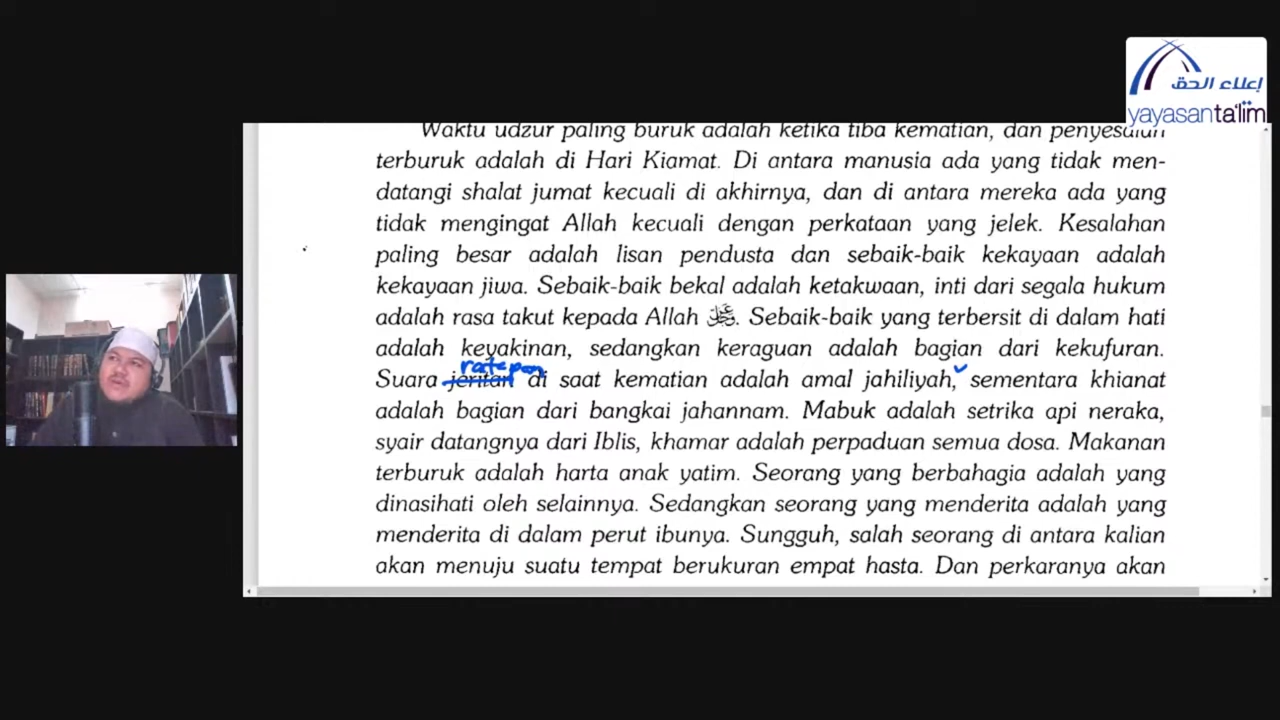 إعلاء الحق
yayasanta'lim
Waktu udzur paling buruk adalah ketika tiba kematian, dan penyesalan
terburuk adalah di Hari Kiamat. Di antara manusia ada yang tidak men-
datangi shalat jumat kecuali di akhirnya, dan di antara mereka ada yang
tidak mengingat Allah kecuali dengan perkataan yang jelek. Kesalahan
paling besar adalah lisan pendusta dan sebaik-baik kekayaan adalah
kekayaan jiwa. Sebaik-baik bekal adalah ketakwaan, inti dari segala hukum
adalah rasa takut kepada Allah عزوجل. Sebaik-baik yang terbersit di dalam hati
adalah keyakinan, sedangkan keraguan adalah bagian dari kekufuran.
ratapan
Suara jeritan di saat kematian adalah amal jahiliyah, sementara khianat
adalah bagian dari bangkai jahannam. Mabuk adalah setrika api neraka,
syair datangnya dari Iblis, khamar adalah perpaduan semua dosa. Makanan
terburuk adalah harta anak yatim. Seorang yang berbahagia adalah yang
dinasihati oleh selainnya. Sedangkan seorang yang menderita adalah yang
menderita di dalam perut ibunya. Sungguh, salah seorang di antara kalian
akan menuju suatu tempat berukuran empat hasta. Dan perkaranya akan